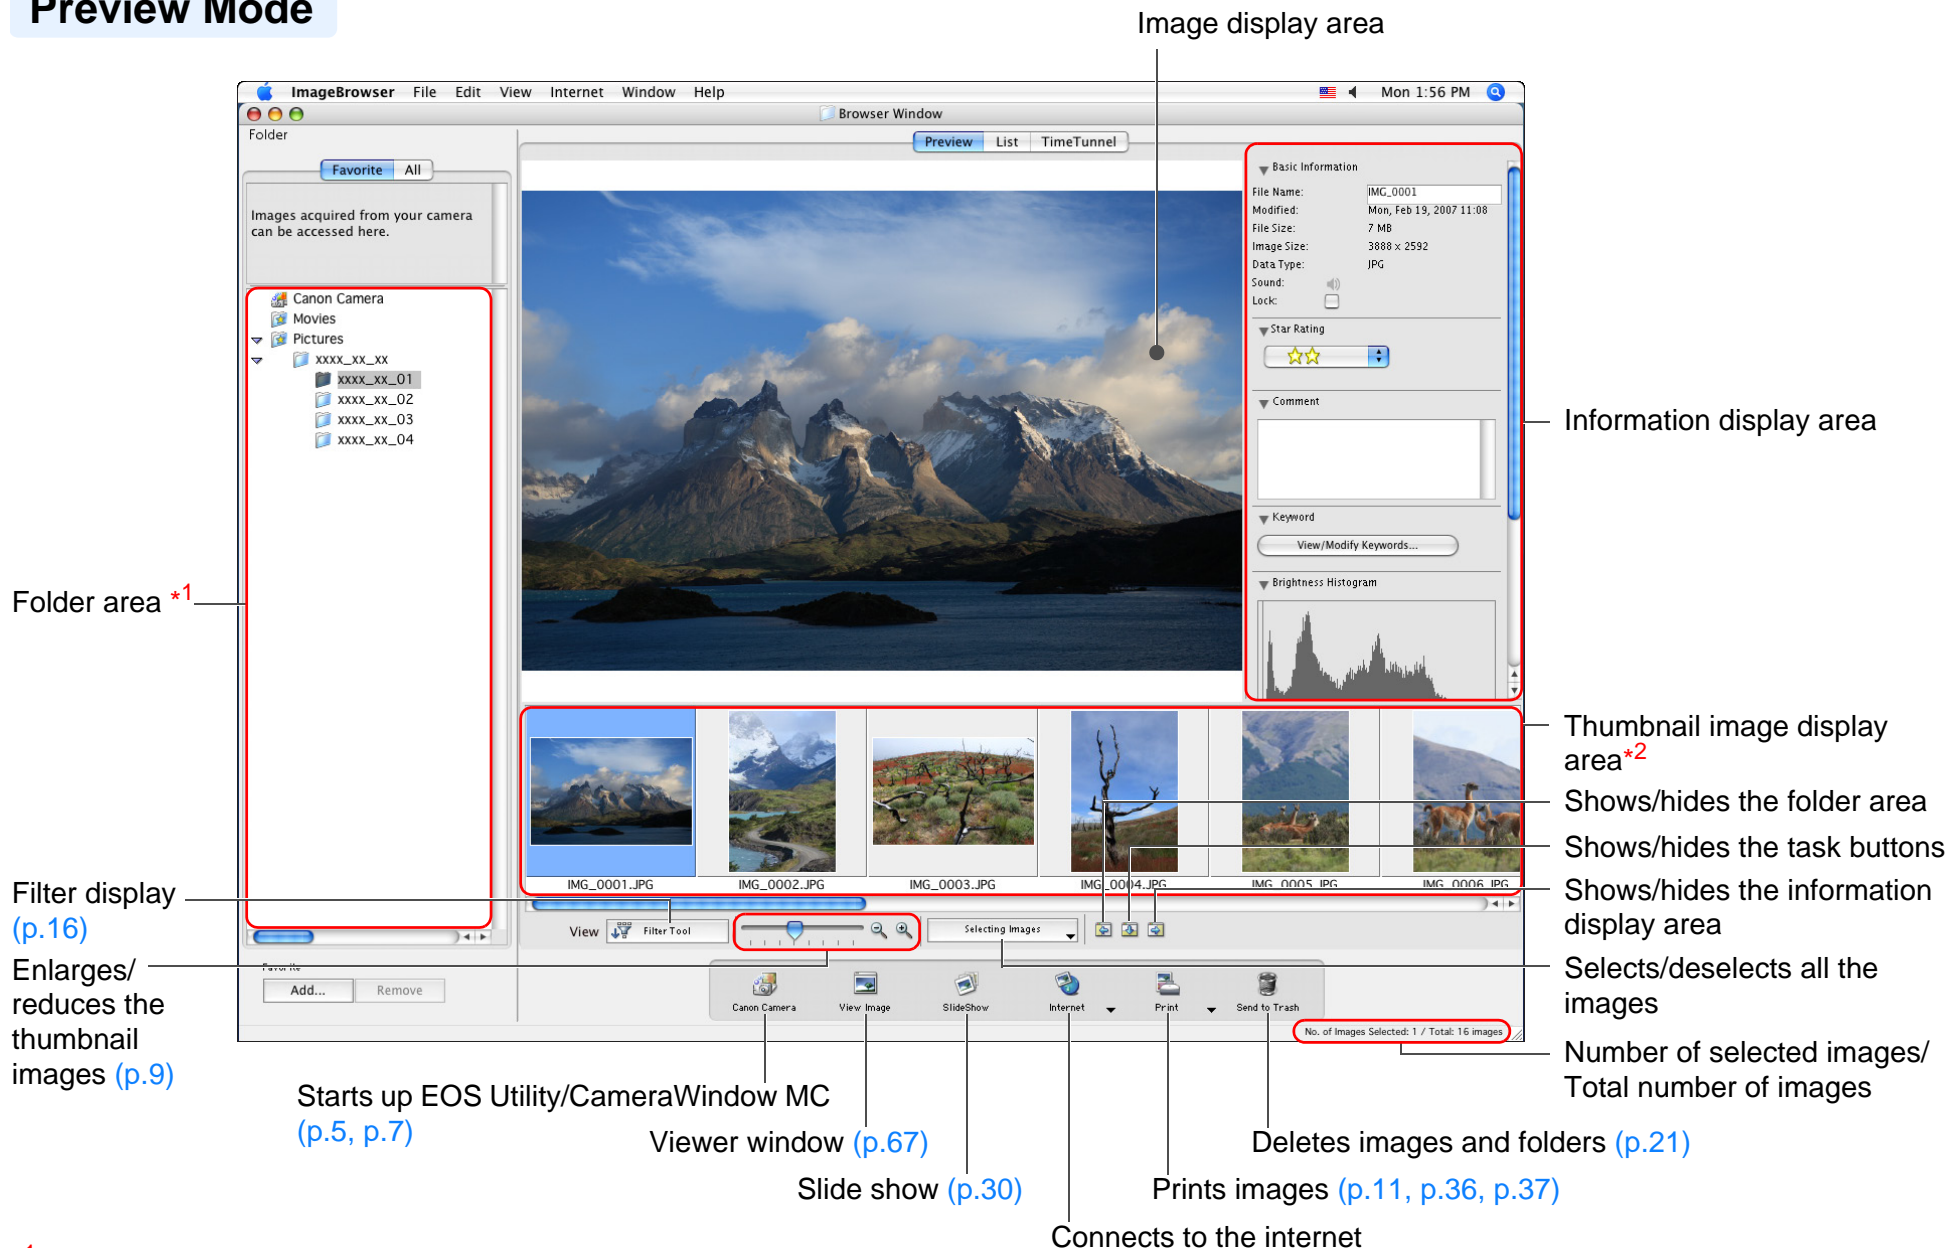 Preview Mode
Image display area
ImageBrowser File Edit View Internet Window Help
Mon 1:56 PM
Browser Window
Folder
Preview List TimeTunnel
Favorite All
Images acquired from your camera
can be accessed here.
Canon Camera
Movies
Pictures
xxxx_xx_xx
xxxx_xx_01
xxxx_xx_02
xxxx_xx_03
xxxx_xx_04
Basic Information
File Name: IMG_0001
Modified: Mon, Feb 19, 2007 11:08
File Size: 7 MB
Image Size: 3888 x 2592
Data Type: JPG
Sound:
Lock:
Star Rating
Comment
Keyword
View/Modify Keywords...
Brightness Histogram
Information display area
Folder area *1
Thumbnail image display
area*2
Shows/hides the folder area
Shows/hides the task buttons
Shows/hides the information
display area
Selects/deselects all the
images
Number of selected images/
Total number of images
IMG_0001.JPG IMG_0002.JPG IMG_0003.JPG IMG_0004.JPG IMG_0005.JPG IMG_0006.JPG
Filter display
(p.16)
Enlarges/
reduces the
thumbnail
images (p.9)
View Filter Tool Selecting Images
Favorite
Add... Remove
Canon Camera View Image SlideShow Internet Print Send to Trash
No. of Images Selected: 1 / Total: 16 images
Starts up EOS Utility/CameraWindow MC
(p.5, p.7)
Viewer window (p.67)
Deletes images and folders (p.21)
Slide show (p.30)
Prints images (p.11, p.36, p.37)
Connects to the internet